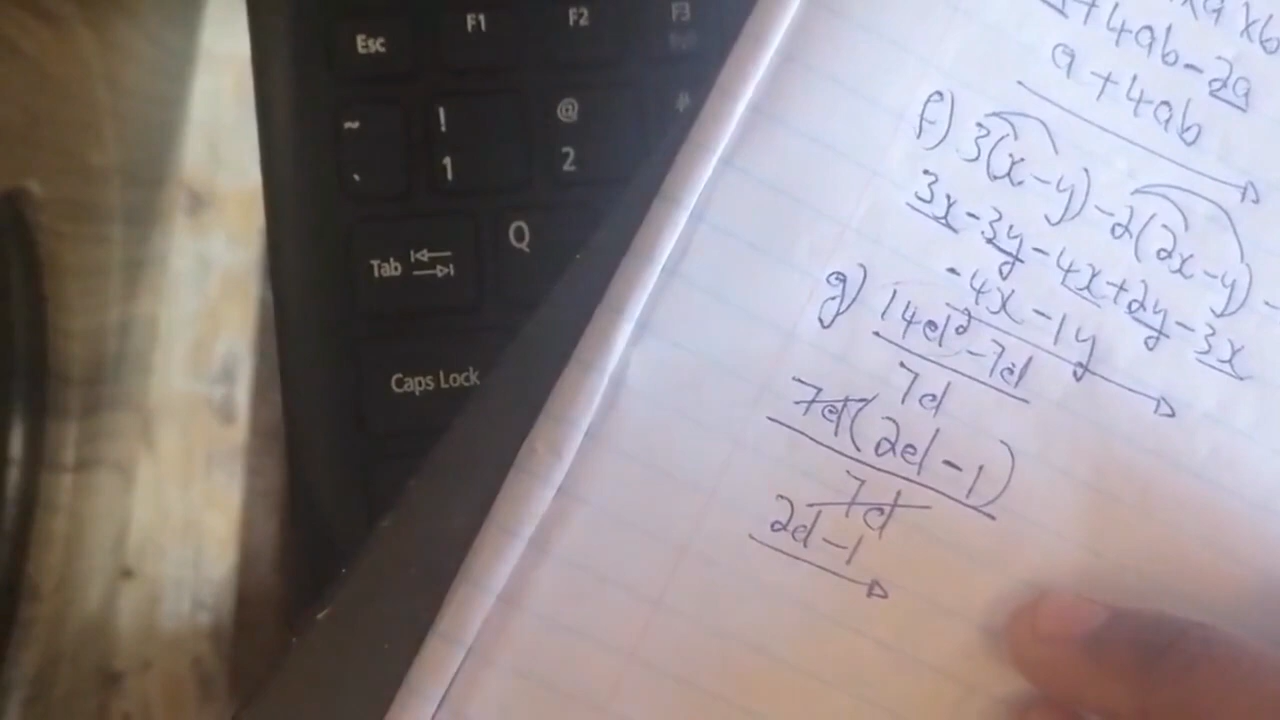 Esc F1 F2 F3
~ ! @ #
` 1 2
Tab Q
Caps Lock
+ 4ab - 2a
a + 4ab
f) 3(x - y) - 2(2x - y) -
3x - 3y - 4x + 2y - 3x
-4x - 1y
g) 14d² - 7d
7d
7d(2d - 1)
7d
2d - 1